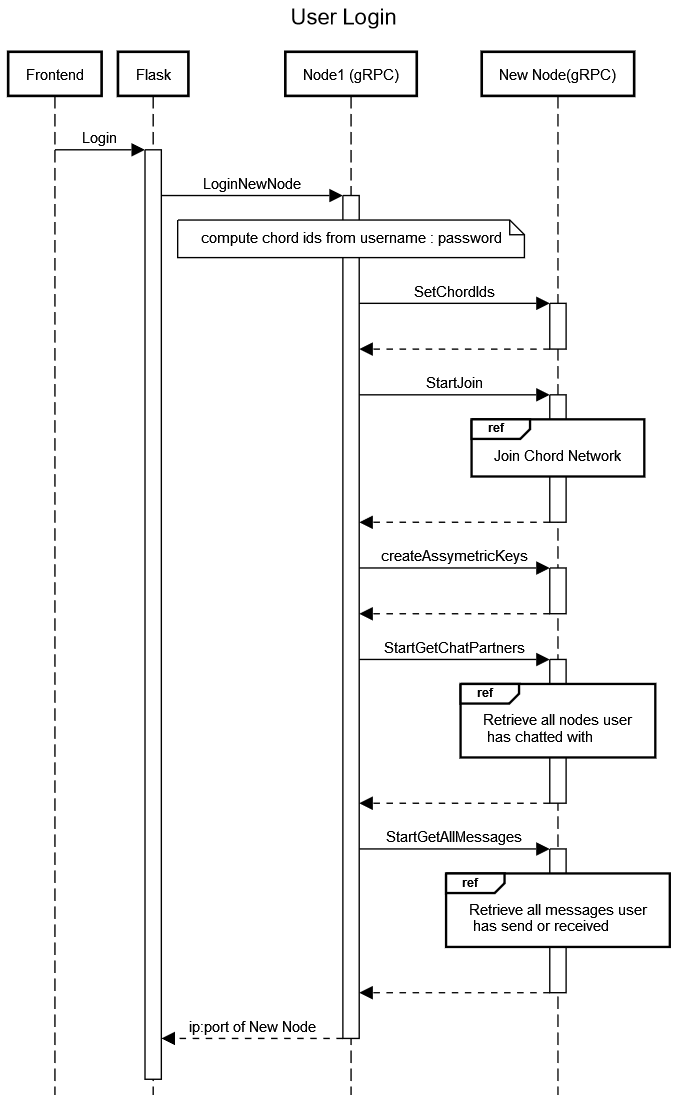 User Login
Frontend
Flask
Node1 (gRPC)
New Node(gRPC)
Login
LoginNewNode
compute chord ids from username : password
SetChordIds
StartJoin
ref
Join Chord Network
createAssymetricKeys
StartGetChatPartners
ref
Retrieve all nodes user
has chatted with
StartGetAllMessages
ref
Retrieve all messages user
has send or received
ip:port of New Node